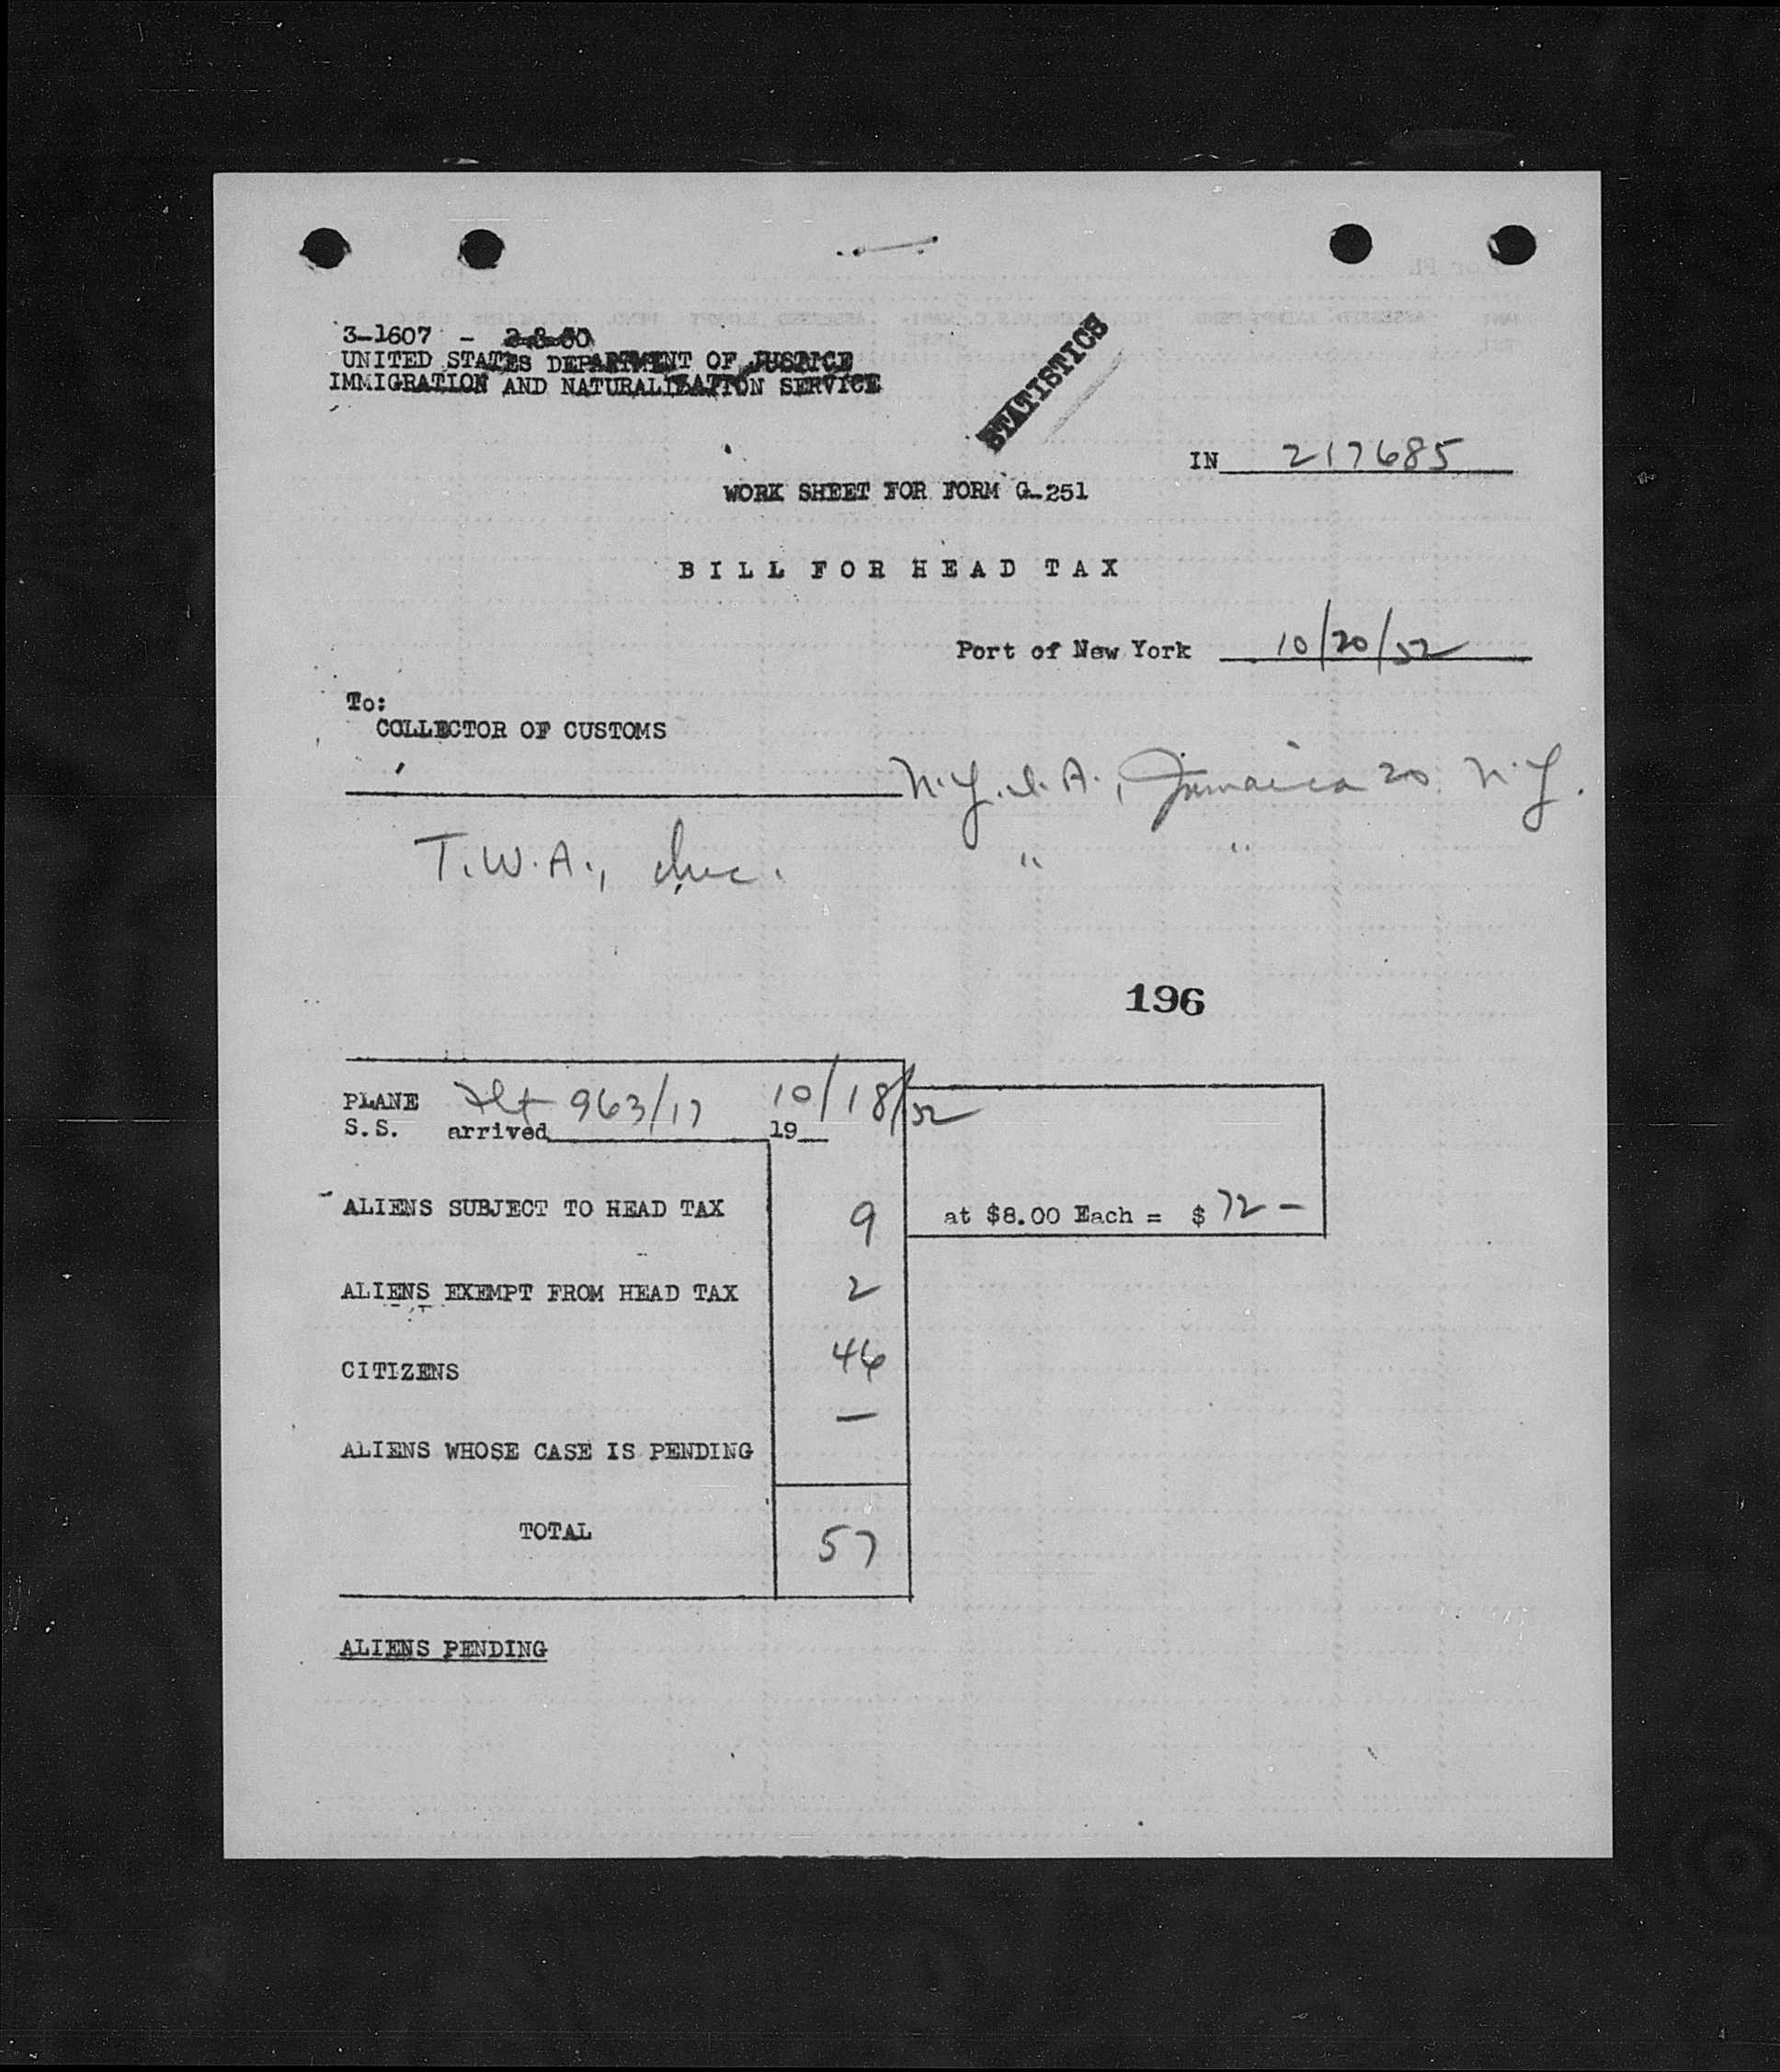 3-1607 - 2-8-50
UNITED STATES DEPARTMENT OF JUSTICE
IMMIGRATION AND NATURALIZATION SERVICE
STATISTICS
IN 217685
WORK SHEET FOR FORM G-251
BILL FOR HEAD TAX
Port of New York 10/20/52
To:
COLLECTOR OF CUSTOMS
N.Y.I.A., Jamaica 20 N.Y.
T.W.A., Inc. " "
196
PLANE Flt 963/17 10/18/52
S.S. arrived 19
ALIENS SUBJECT TO HEAD TAX 9 at $8.00 Each = $ 72 -
ALIENS EXEMPT FROM HEAD TAX 2
CITIZENS 46
ALIENS WHOSE CASE IS PENDING —
TOTAL 57
ALIENS PENDING